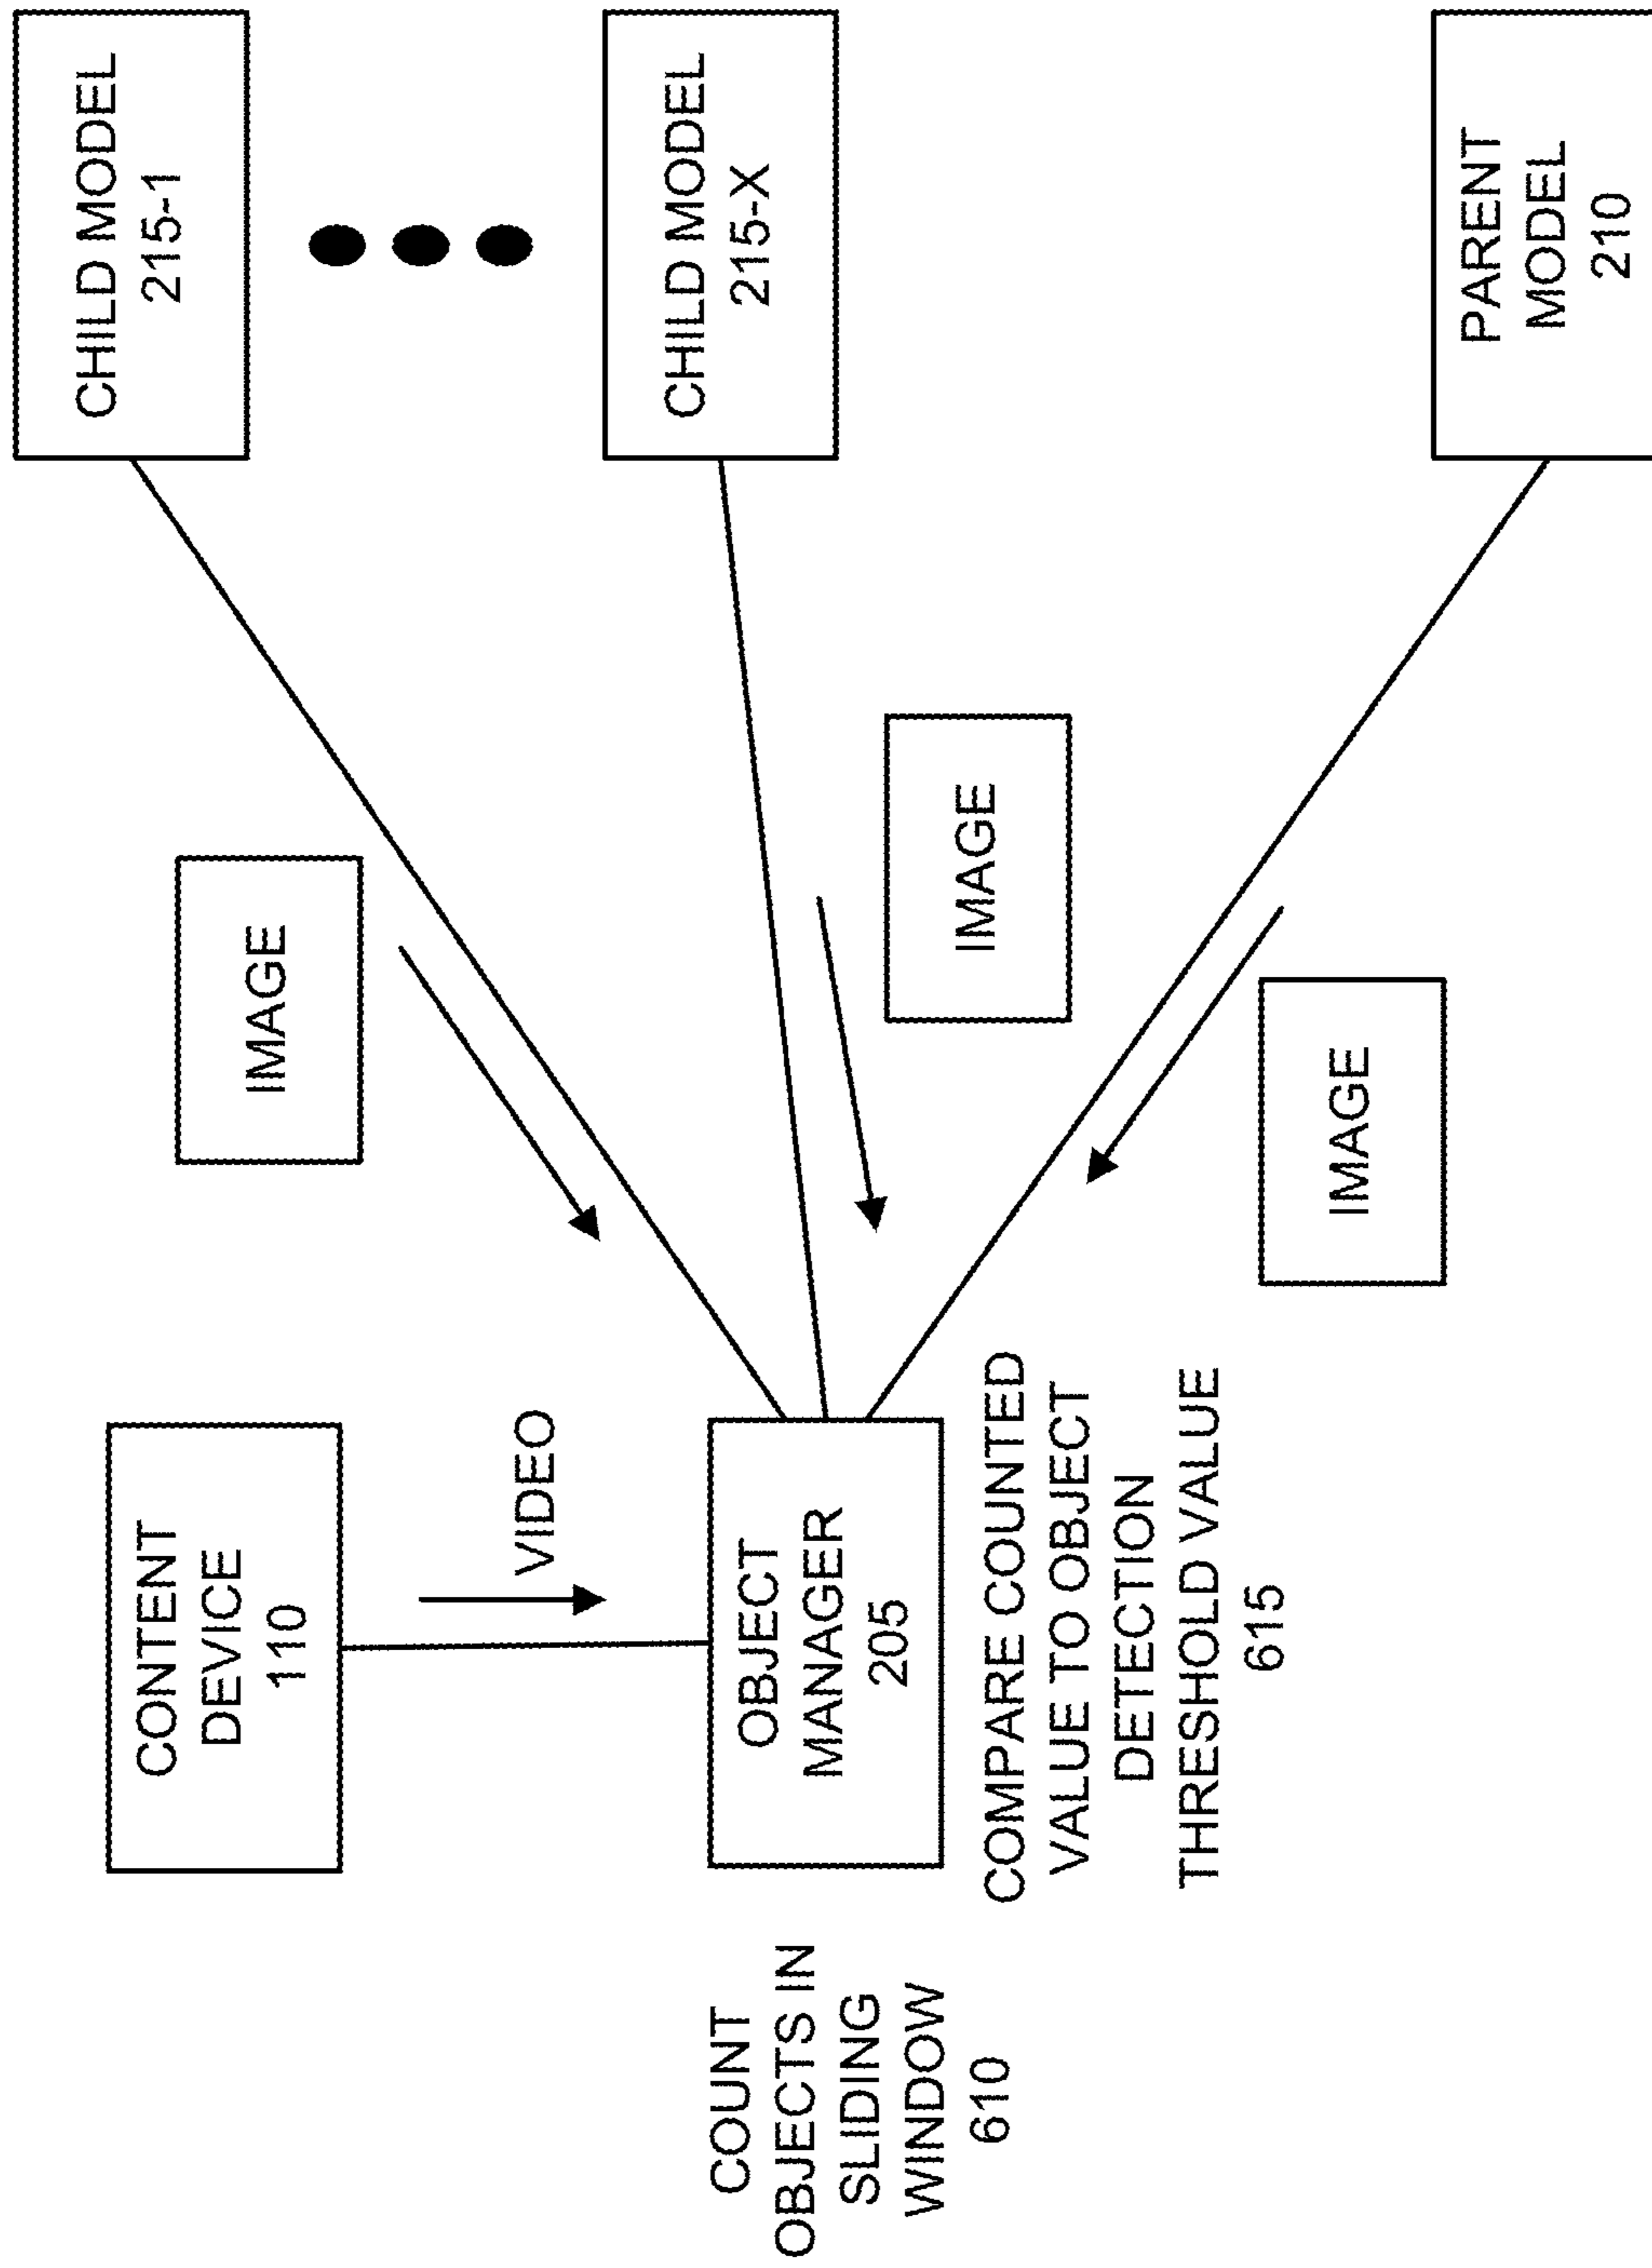 CONTENT
DEVICE
110
VIDEO
OBJECT
MANAGER
205
COUNT
OBJECTS IN
SLIDING
WINDOW
610
COMPARE COUNTED
VALUE TO OBJECT
DETECTION
THRESHOLD VALUE
615
IMAGE
IMAGE
IMAGE
CHILD MODEL
215-1
CHILD MODEL
215-X
PARENT
MODEL
210